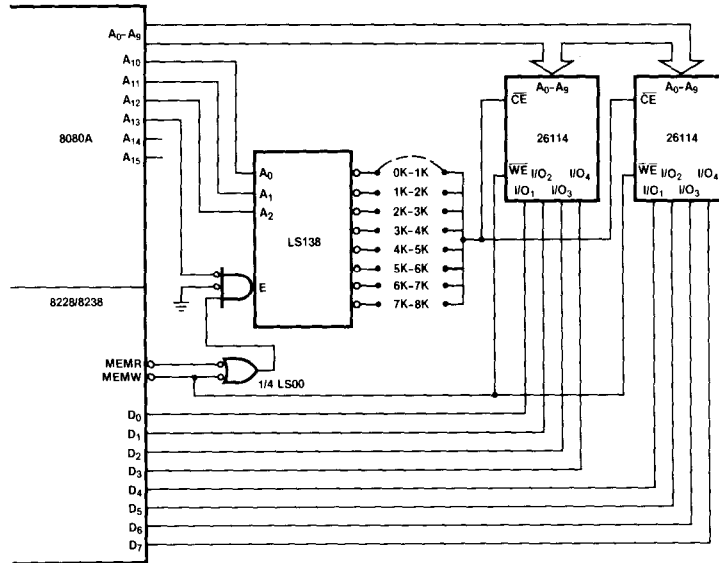 8080A
A0-A9
A10
A11
A12
A13
A14
A15
8228/8238
MEMR
MEMW
D0
D1
D2
D3
D4
D5
D6
D7
1/4 LS00
E
A0
A1
A2
LS138
0K-1K
1K-2K
2K-3K
3K-4K
4K-5K
5K-6K
6K-7K
7K-8K
A0-A9
CE
26114
WE
I/O2
I/O4
I/O1
I/O3
A0-A9
CE
26114
WE
I/O2
I/O4
I/O1
I/O3